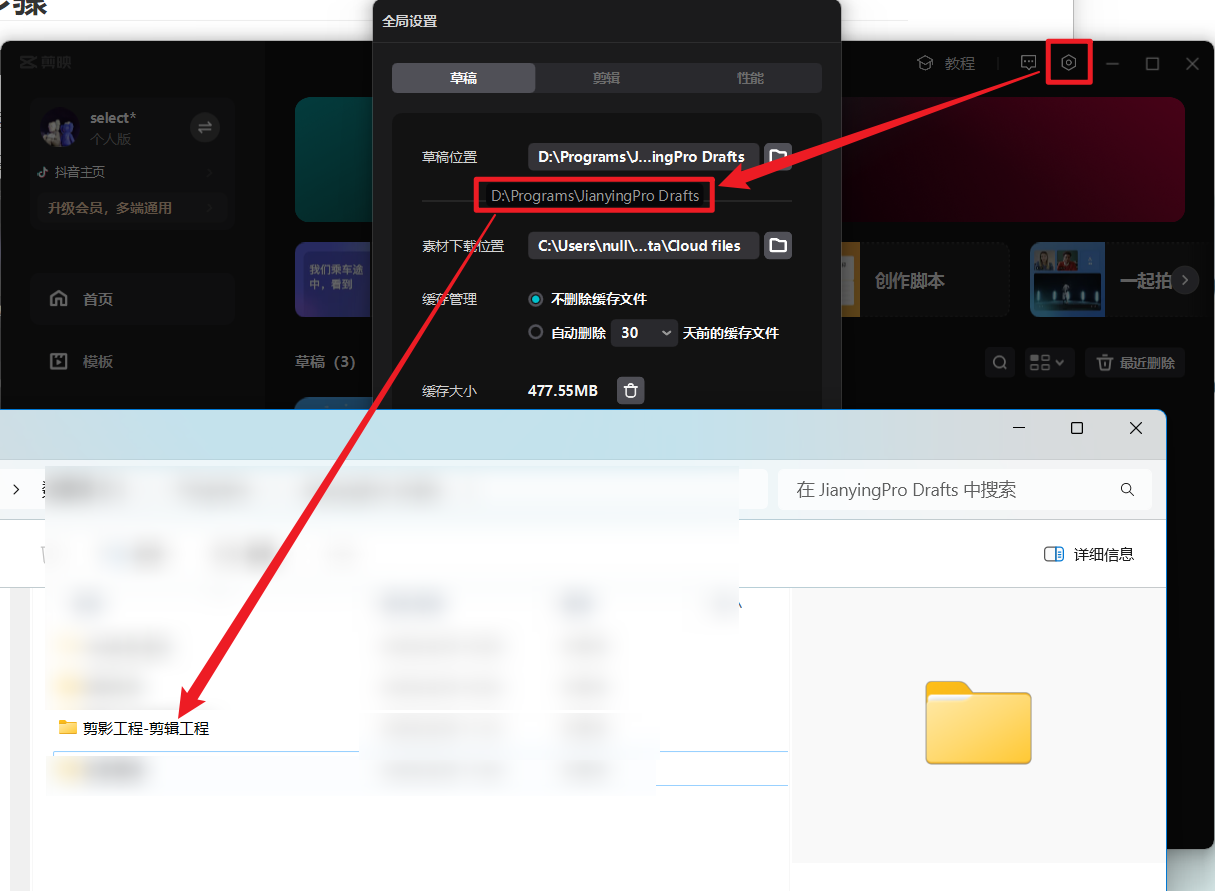 骤
全局设置
剪映
教程
草稿
剪辑
性能
select*
个人版
抖音主页
升级会员，多端通用
草稿位置
D:\Programs\J...ingPro Drafts
D:\Programs\JianyingPro Drafts
素材下载位置
C:\Users\null\...ta\Cloud files
我们乘车途
中，看到
创作脚本
一起拍
首页
缓存管理
不删除缓存文件
自动删除
30
天前的缓存文件
模板
草稿（3）
最近删除
缓存大小
477.55MB
在 JianyingPro Drafts 中搜索
详细信息
剪影工程-剪辑工程